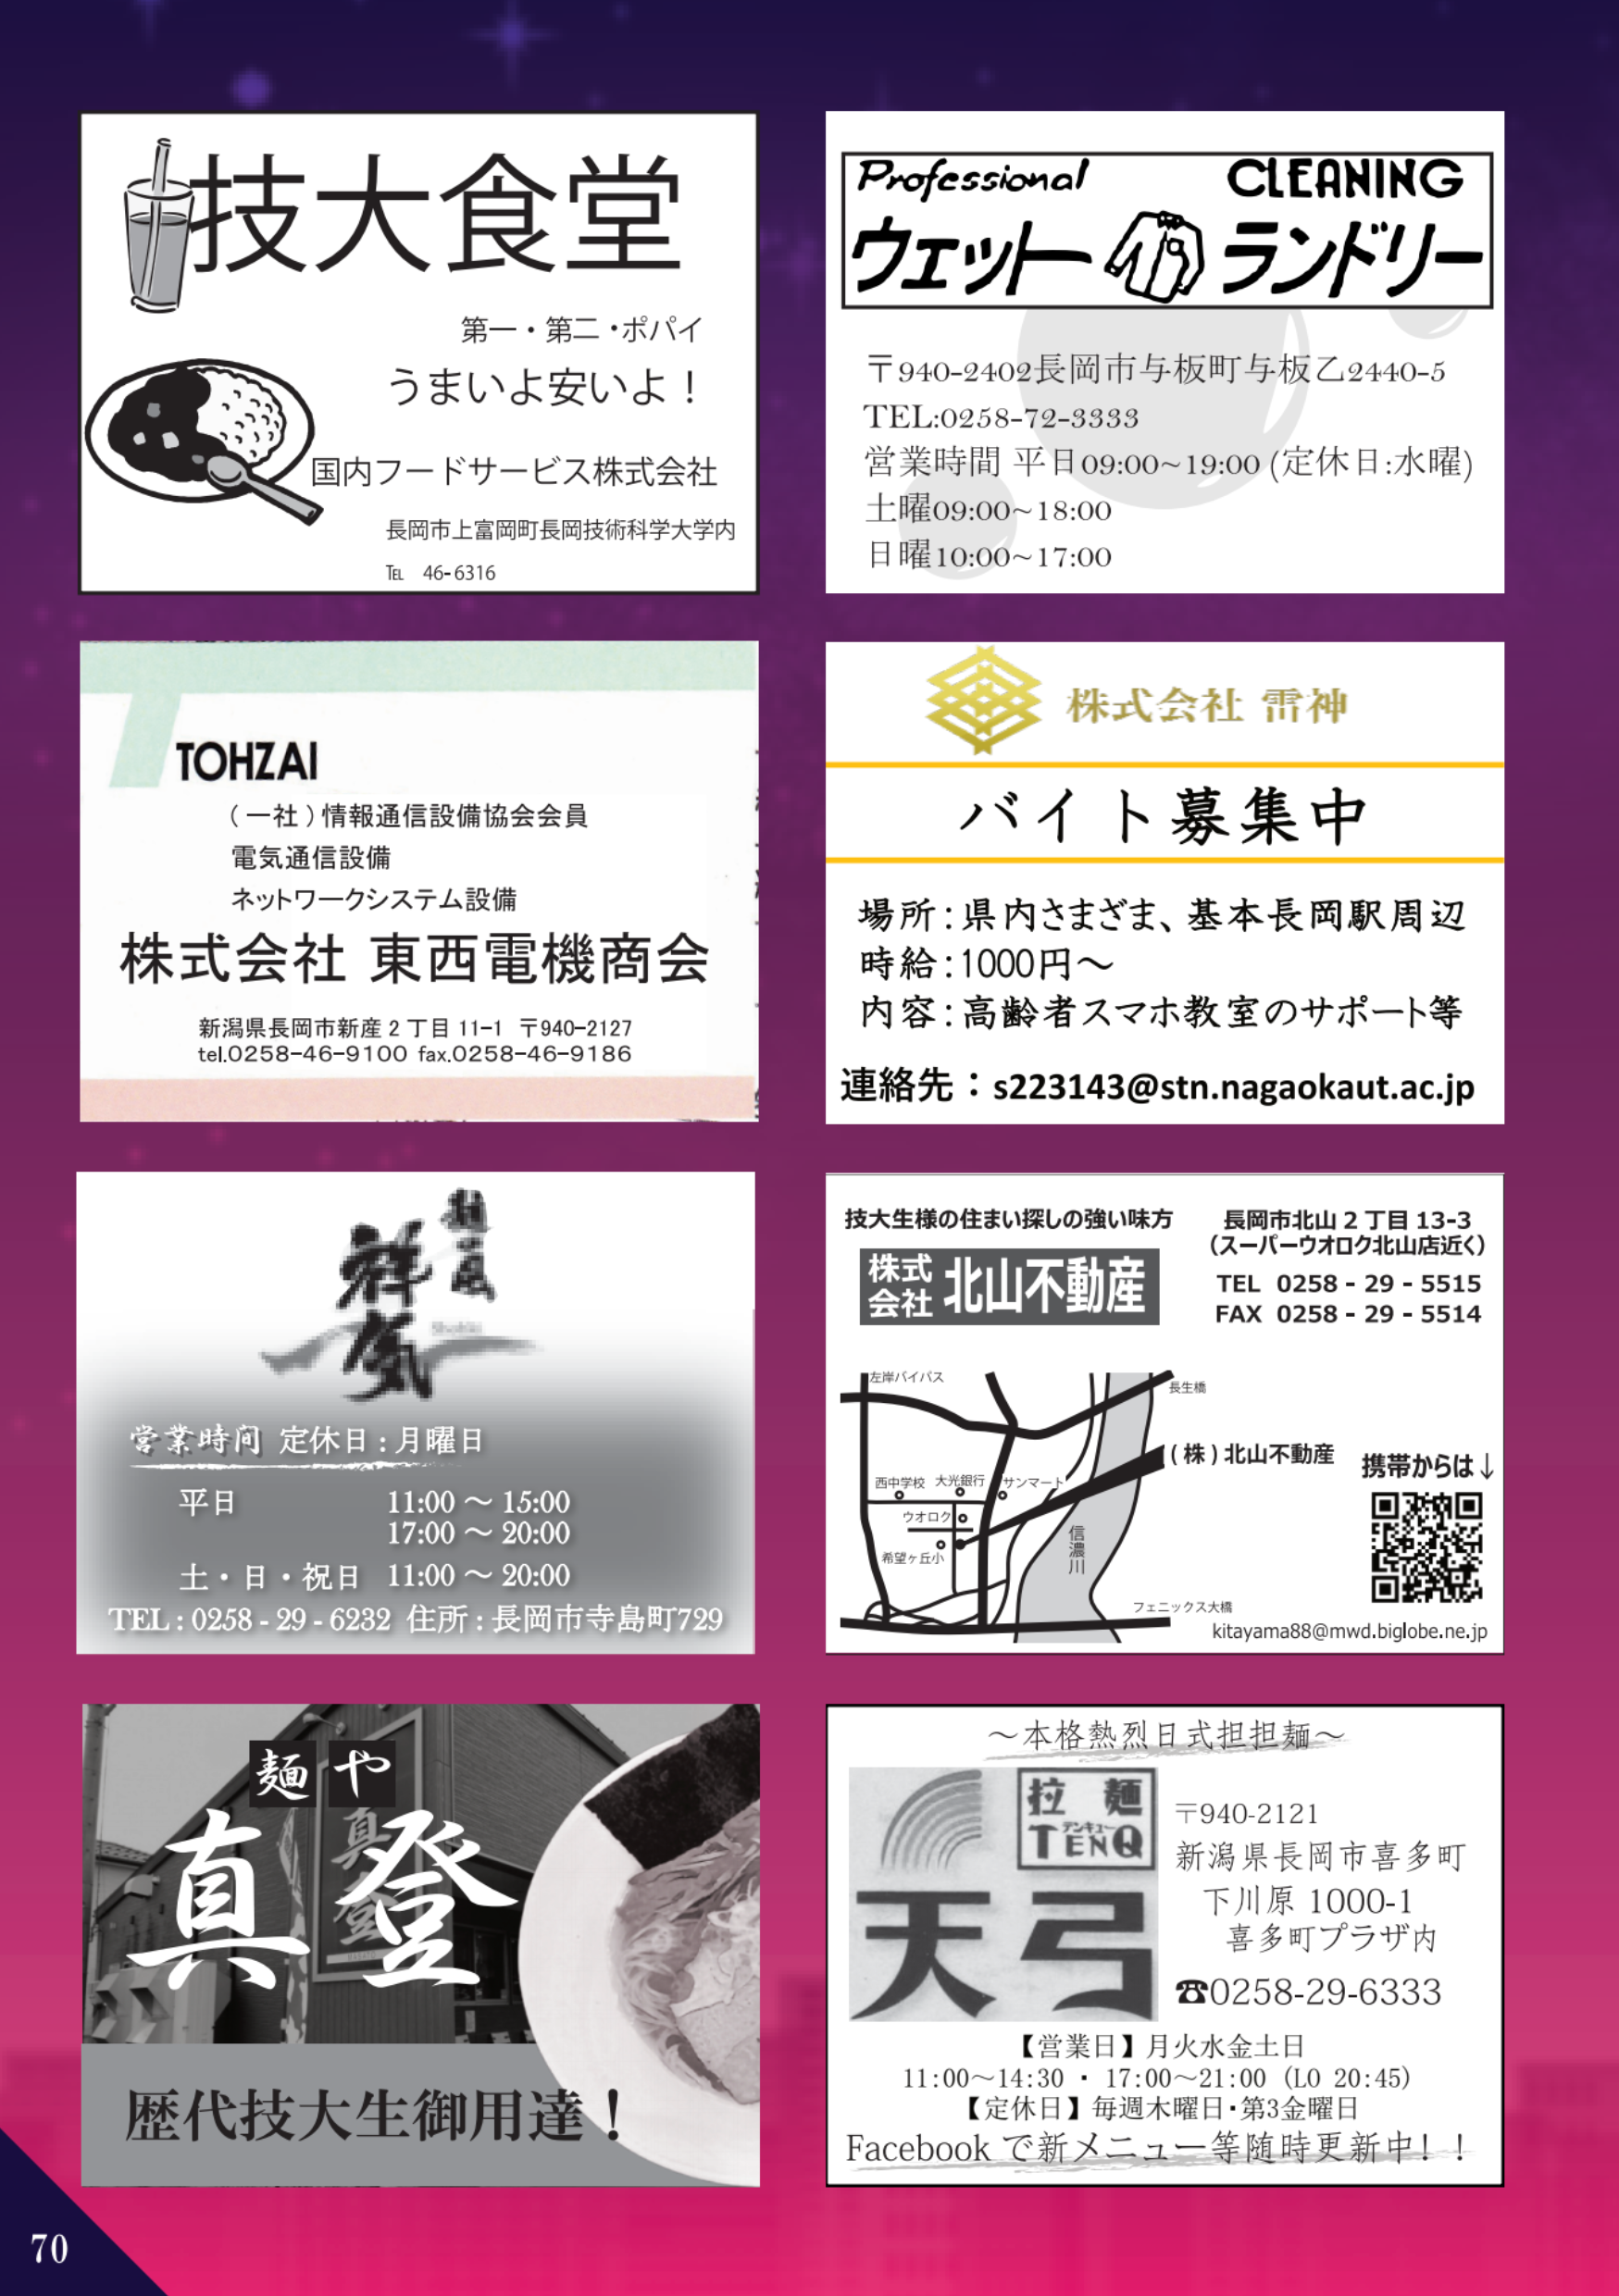 技大食堂
第一・第二・ポパイ
うまいよ安いよ！
国内フードサービス株式会社
長岡市上富岡町長岡技術科学大学内
TEL 46-6316
Professional CLEANING
ウェット ランドリー
〒940-2402長岡市与板町与板乙2440-5
TEL:0258-72-3333
営業時間 平日09:00~19:00 (定休日:水曜)
土曜09:00~18:00
日曜10:00~17:00
TOHZAI
(一社)情報通信設備協会会員
電気通信設備
ネットワークシステム設備
株式会社 東西電機商会
新潟県長岡市新産2丁目11-1 〒940-2127
tel.0258-46-9100 fax.0258-46-9186
株式会社 雷神
バイト募集中
場所:県内さまざま、基本長岡駅周辺
時給:1000円～
内容:高齢者スマホ教室のサポート等
連絡先：s223143@stn.nagaokaut.ac.jp
祥気
営業時间 定休日:月曜日
平日 11:00 ～ 15:00
17:00 ～ 20:00
土・日・祝日 11:00 ～ 20:00
TEL : 0258 - 29 - 6232 住所 : 長岡市寺島町729
技大生様の住まい探しの強い味方
株式会社 北山不動産
長岡市北山 2 丁目 13-3
(スーパーウオロク北山店近く)
TEL 0258 - 29 - 5515
FAX 0258 - 29 - 5514
左岸バイパス
長生橋
(株)北山不動産
携帯からは↓
西中学校 大光銀行 サンマート
ウオロク
希望ヶ丘小
信濃川
フェニックス大橋
kitayama88@mwd.biglobe.ne.jp
麺や
真登
真登
歴代技大生御用達！
～本格熱烈日式担担麺～
拉麺
テンキュー
TENQ
天弓
〒940-2121
新潟県長岡市喜多町
下川原 1000-1
喜多町プラザ内
☎0258-29-6333
【営業日】月火水金土日
11:00～14:30 ・ 17:00～21:00 (LO 20:45)
【定休日】毎週木曜日・第3金曜日
Facebook で新メニュー等随時更新中！！
70